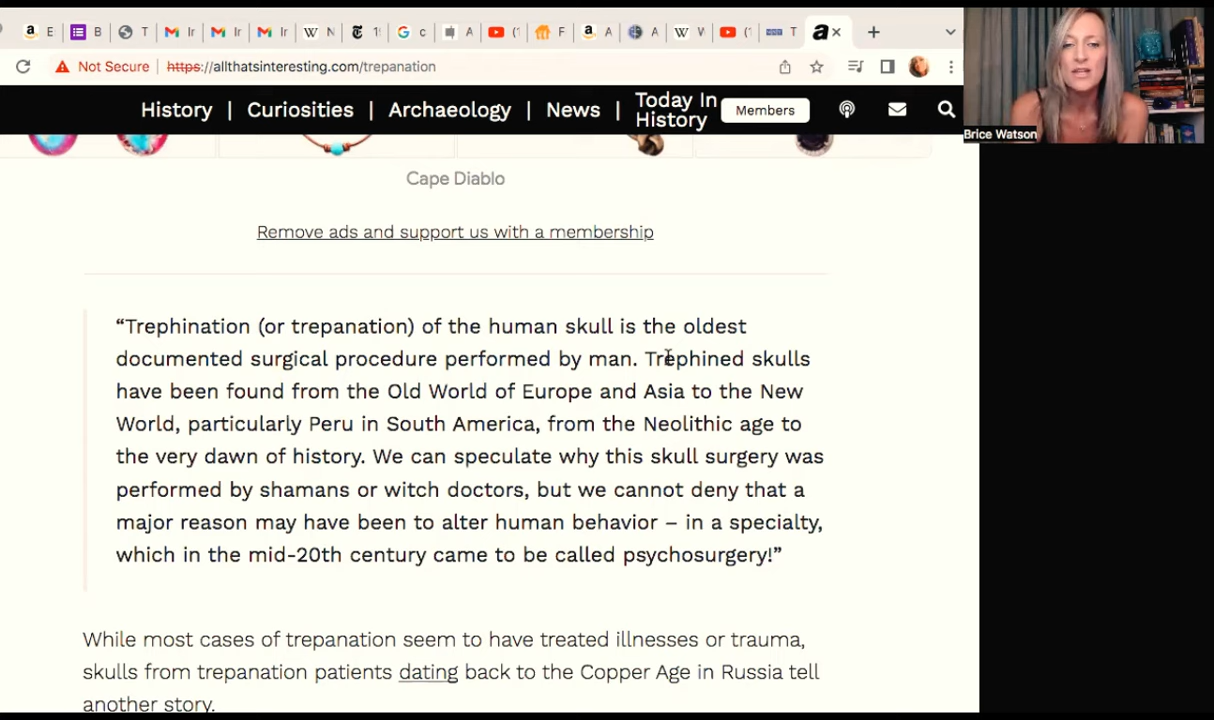 E B T Ir Ir Ir N 1! c A (1 F A A V (1 T
Not Secure https://allthatsinteresting.com/trepanation
History | Curiosities | Archaeology | News | Today In History Members
Brice Watson
Cape Diablo
Remove ads and support us with a membership
“Trephination (or trepanation) of the human skull is the oldest
documented surgical procedure performed by man. Trephined skulls
have been found from the Old World of Europe and Asia to the New
World, particularly Peru in South America, from the Neolithic age to
the very dawn of history. We can speculate why this skull surgery was
performed by shamans or witch doctors, but we cannot deny that a
major reason may have been to alter human behavior – in a specialty,
which in the mid-20th century came to be called psychosurgery!”
While most cases of trepanation seem to have treated illnesses or trauma,
skulls from trepanation patients dating back to the Copper Age in Russia tell
another story.